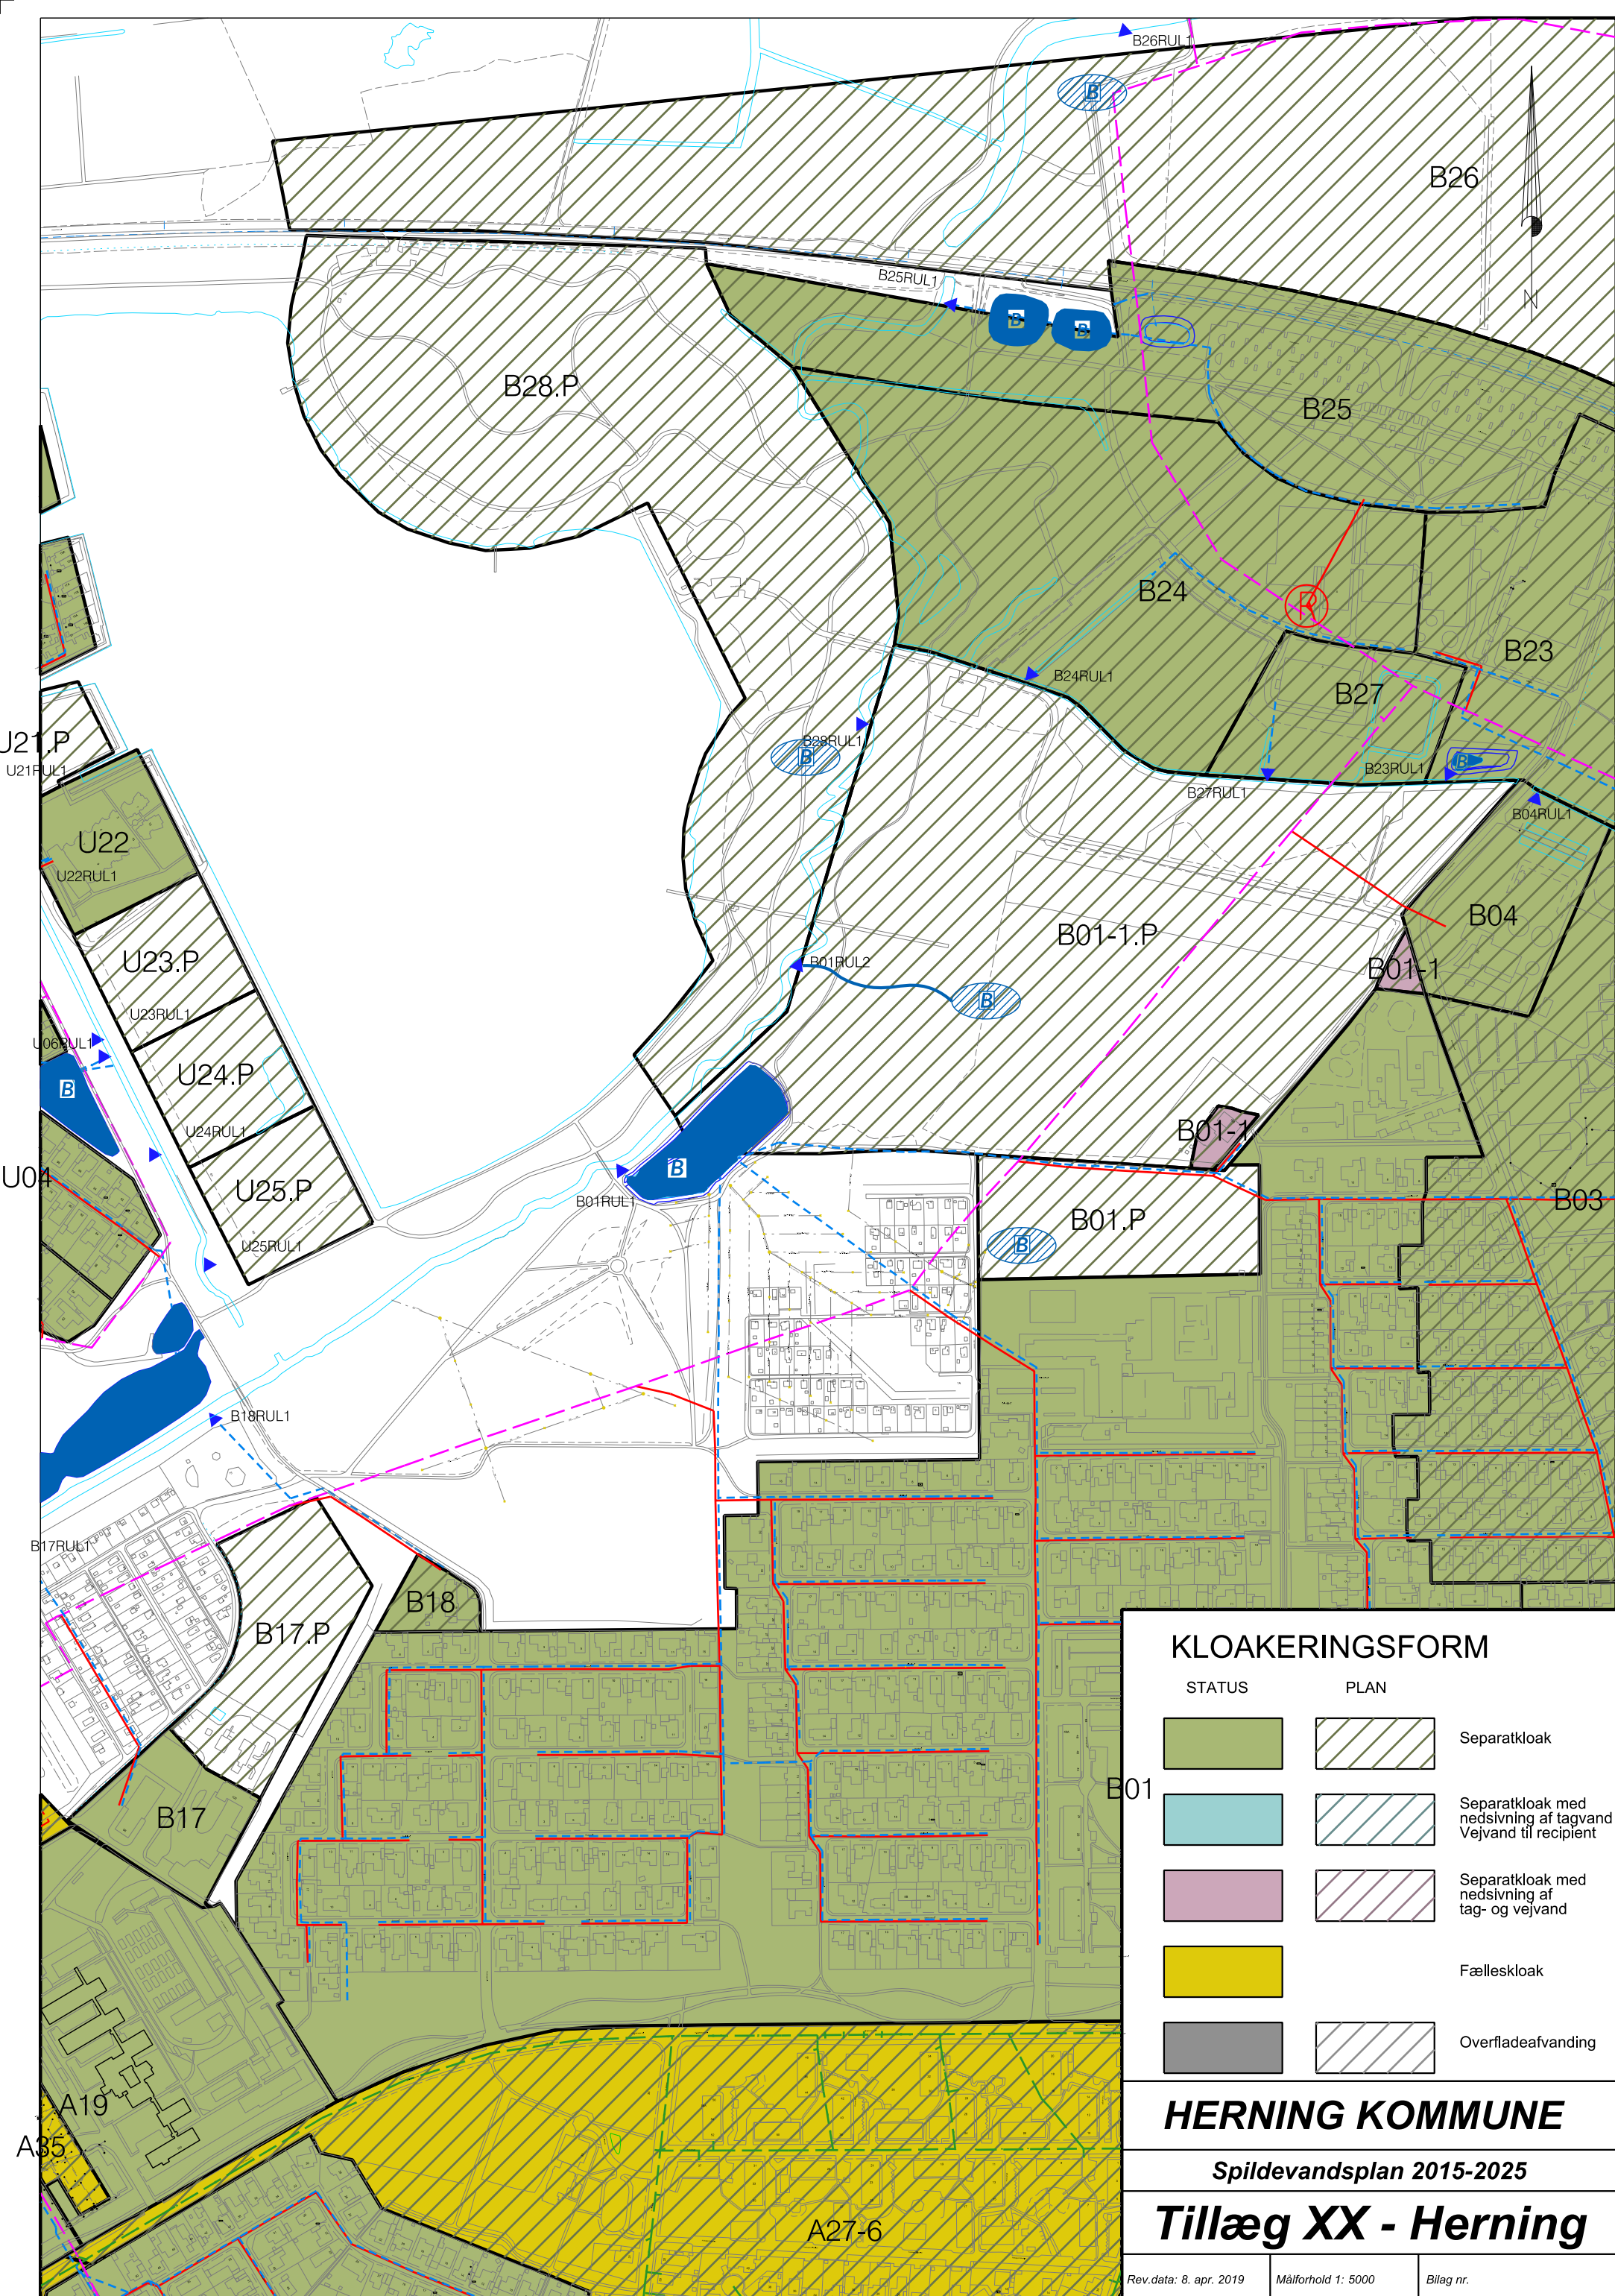 B26RUL1
B
B26
B25RUL1
B
B
N
B28.P
B25
B24
R
B23
B24RUL1
B27
B28RUL1
B
B23RUL1
B
B27RUL1
B04RUL1
U21.P
U21RUL1
U22
U22RUL1
B04
B01-1.P
U23.P
B01RUL2
B01-1
B
U23RUL1
U06RUL1
U24.P
B
U24RUL1
B01-1
U04
B
U25.P
B01RUL1
B03
B01.P
B
U25RUL1
B18RUL1
B17RUL1
B18
B17.P
B17
B01
A19
A35
A27-6
KLOAKERINGSFORM
STATUS PLAN
Separatkloak
Separatkloak med
nedsivning af tagvand
Vejvand til recipient
Separatkloak med
nedsivning af
tag- og vejvand
Fælleskloak
Overfladeafvanding
HERNING KOMMUNE
Spildevandsplan 2015-2025
Tillæg XX - Herning
Rev.data: 8. apr. 2019 Målforhold 1: 5000 Bilag nr.